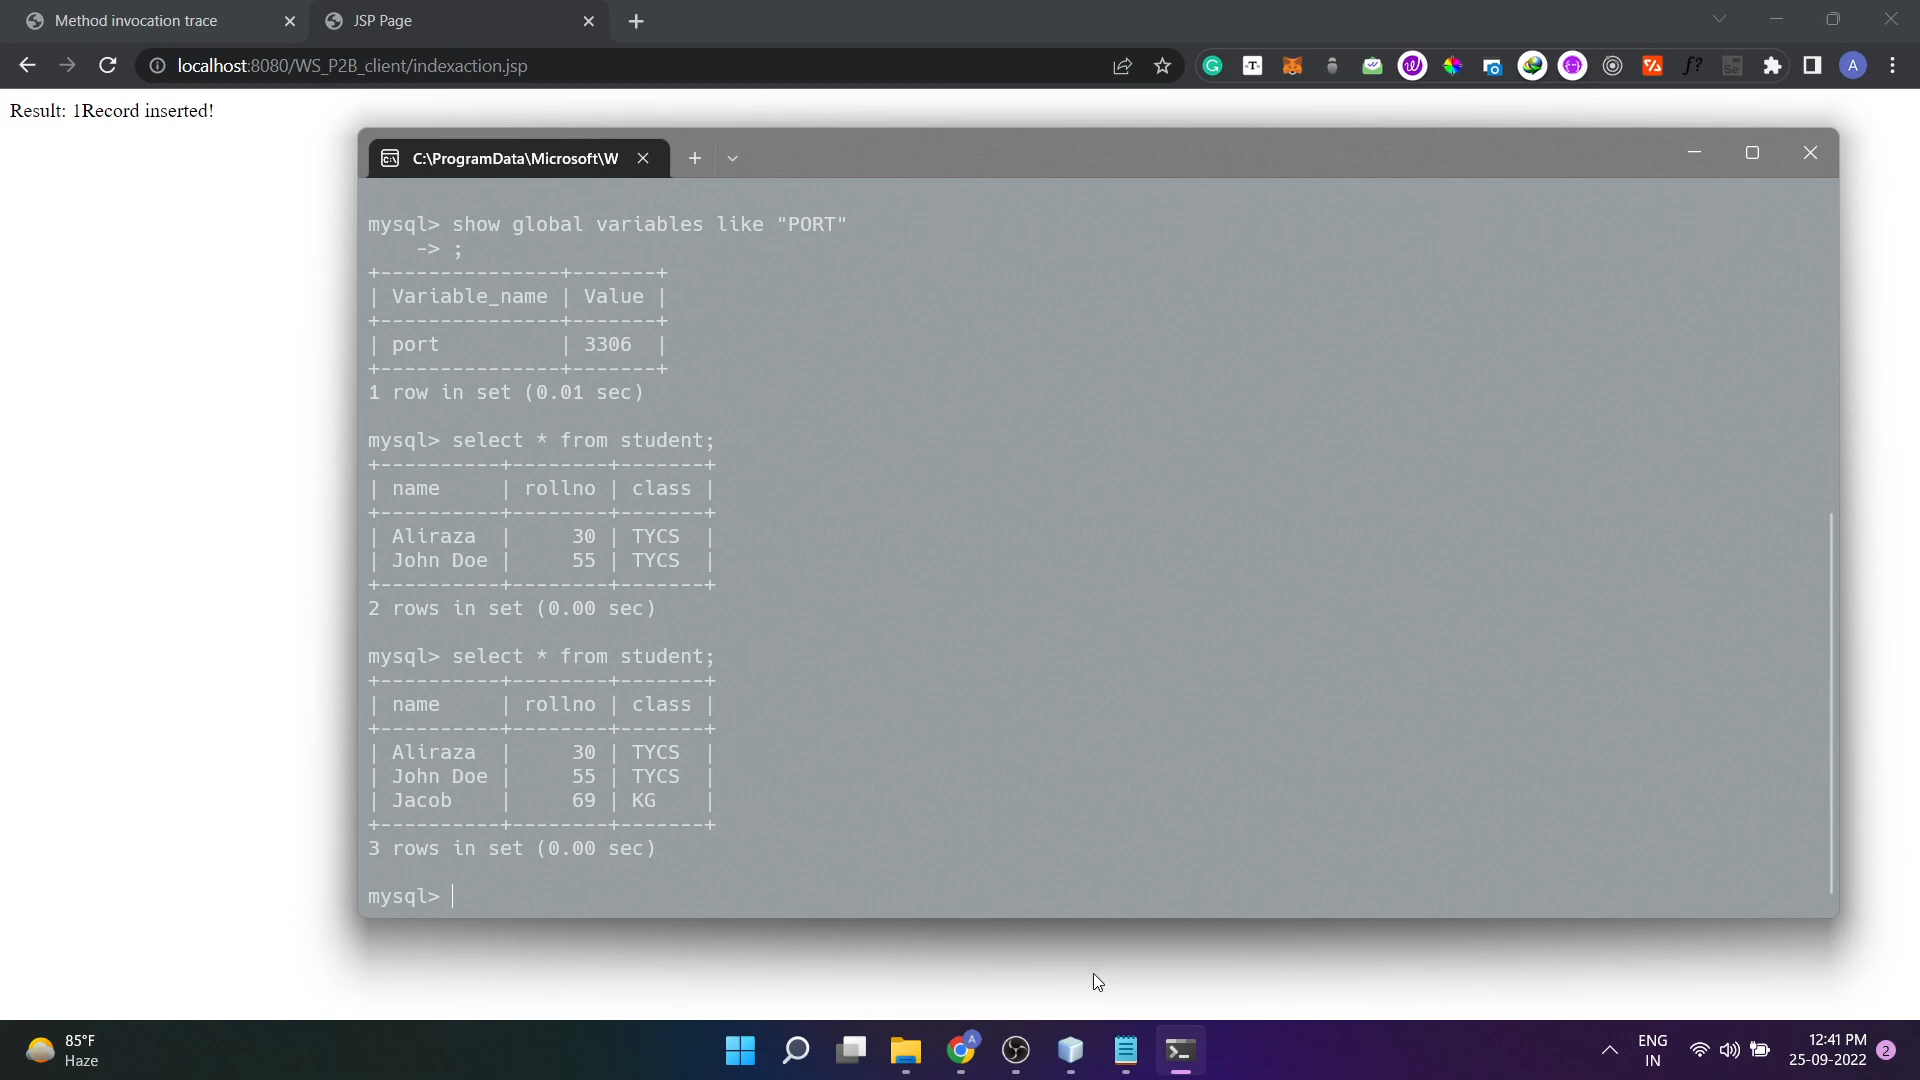 Method invocation trace
JSP Page
localhost:8080/WS_P2B_client/indexaction.jsp
A
Result: 1Record inserted!
C:\ProgramData\Microsoft\W
mysql> show global variables like "PORT"
    -> ;
+---------------+-------+
| Variable_name | Value |
+---------------+-------+
| port          | 3306  |
+---------------+-------+
1 row in set (0.01 sec)
mysql> select * from student;
+----------+--------+-------+
| name     | rollno | class |
+----------+--------+-------+
| Aliraza  |     30 | TYCS  |
| John Doe |     55 | TYCS  |
+----------+--------+-------+
2 rows in set (0.00 sec)
mysql> select * from student;
+----------+--------+-------+
| name     | rollno | class |
+----------+--------+-------+
| Aliraza  |     30 | TYCS  |
| John Doe |     55 | TYCS  |
| Jacob    |     69 | KG    |
+----------+--------+-------+
3 rows in set (0.00 sec)
mysql>
85°F
Haze
A
ENG
IN
12:41 PM
25-09-2022
2